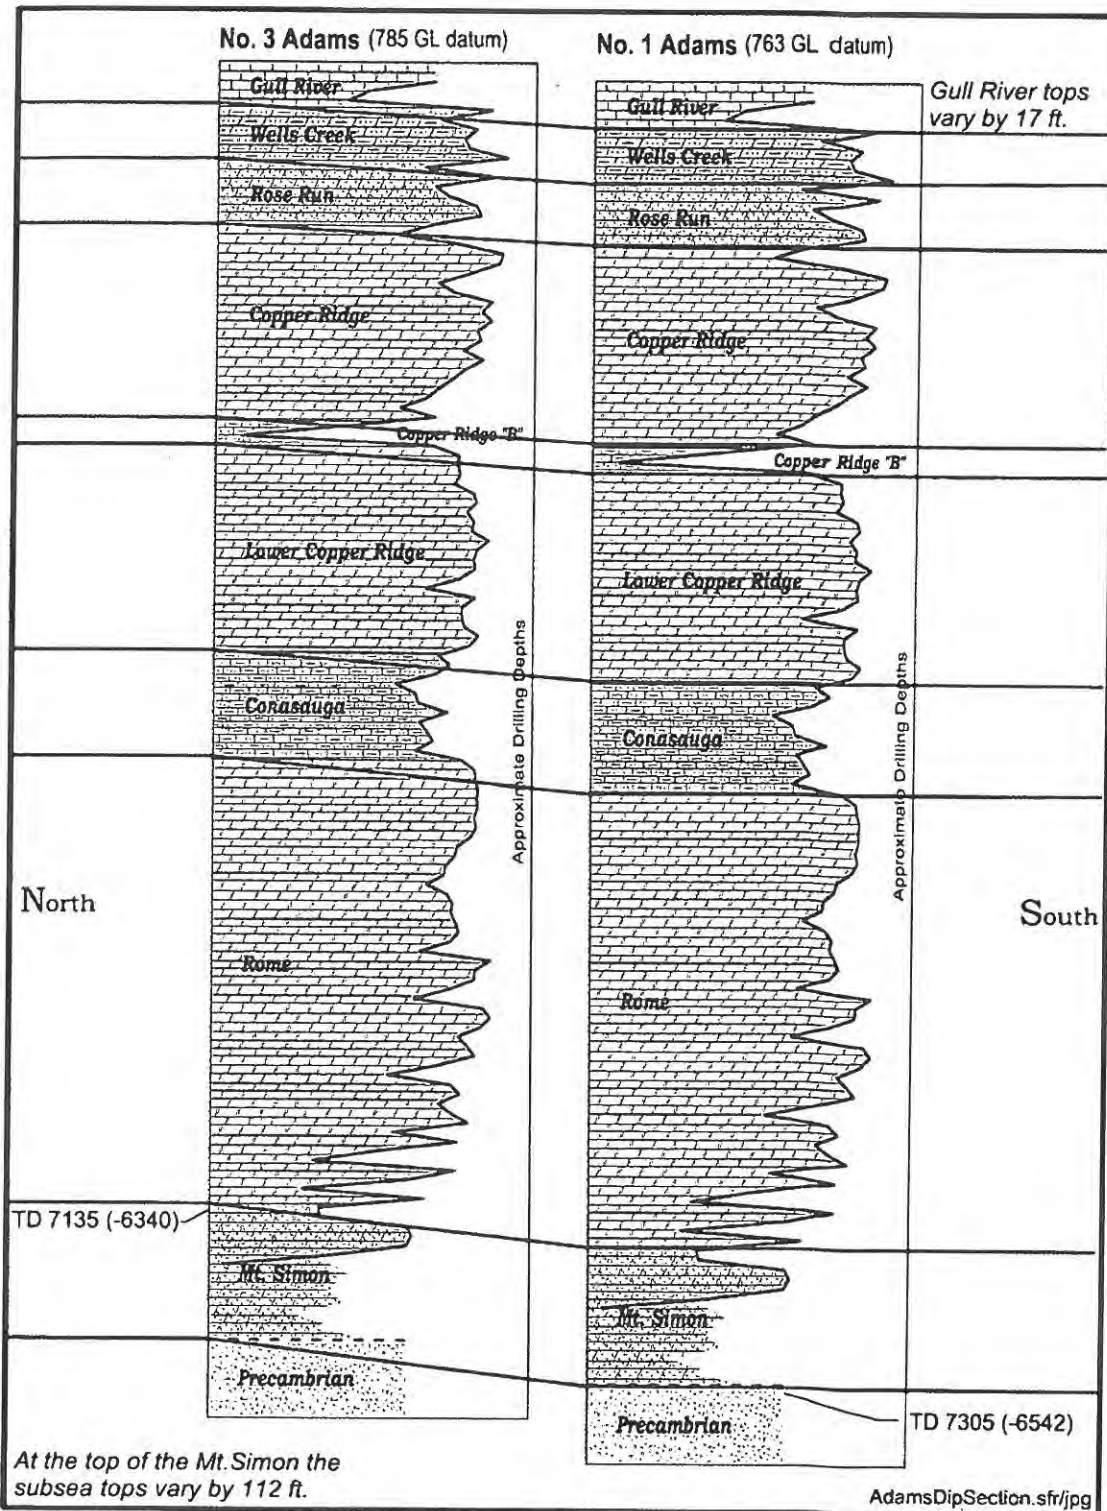 No. 3 Adams (785 GL datum)
No. 1 Adams (763 GL datum)
Gull River tops
vary by 17 ft.
Gull River
Wells Creek
Rose Run
Copper Ridge
Copper Ridge "B"
Lower Copper Ridge
Conasauga
Rome
Mt. Simon
Precambrian
Approximate Drilling Depths
Gull River
Wells Creek
Rose Run
Copper Ridge
Copper Ridge "B"
Lower Copper Ridge
Conasauga
Rome
Mt. Simon
Precambrian
Approximate Drilling Depths
North
South
TD 7135 (-6340)
TD 7305 (-6542)
At the top of the Mt. Simon the
subsea tops vary by 112 ft.
AdamsDipSection.sfr/jpg